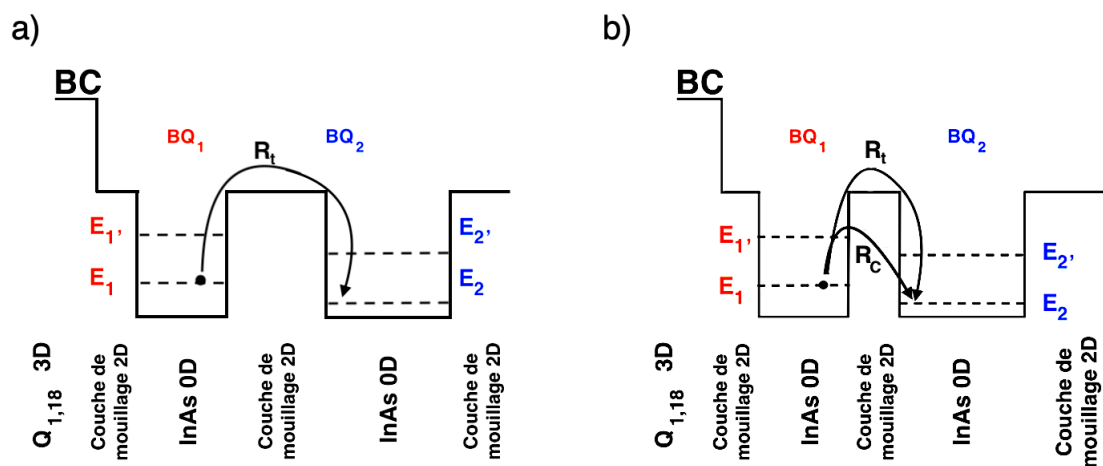 a)
BC
BQ1
BQ2
Rt
E1'
E1
E2'
E2
Q1,18 3D
Couche de
mouillage 2D
InAs 0D
Couche de
mouillage 2D
InAs 0D
Couche de
mouillage 2D
b)
BC
BQ1
BQ2
Rt
RC
E1'
E1
E2'
E2
Q1,18 3D
Couche de
mouillage 2D
InAs 0D
Couche de
mouillage 2D
InAs 0D
Couche de
mouillage 2D